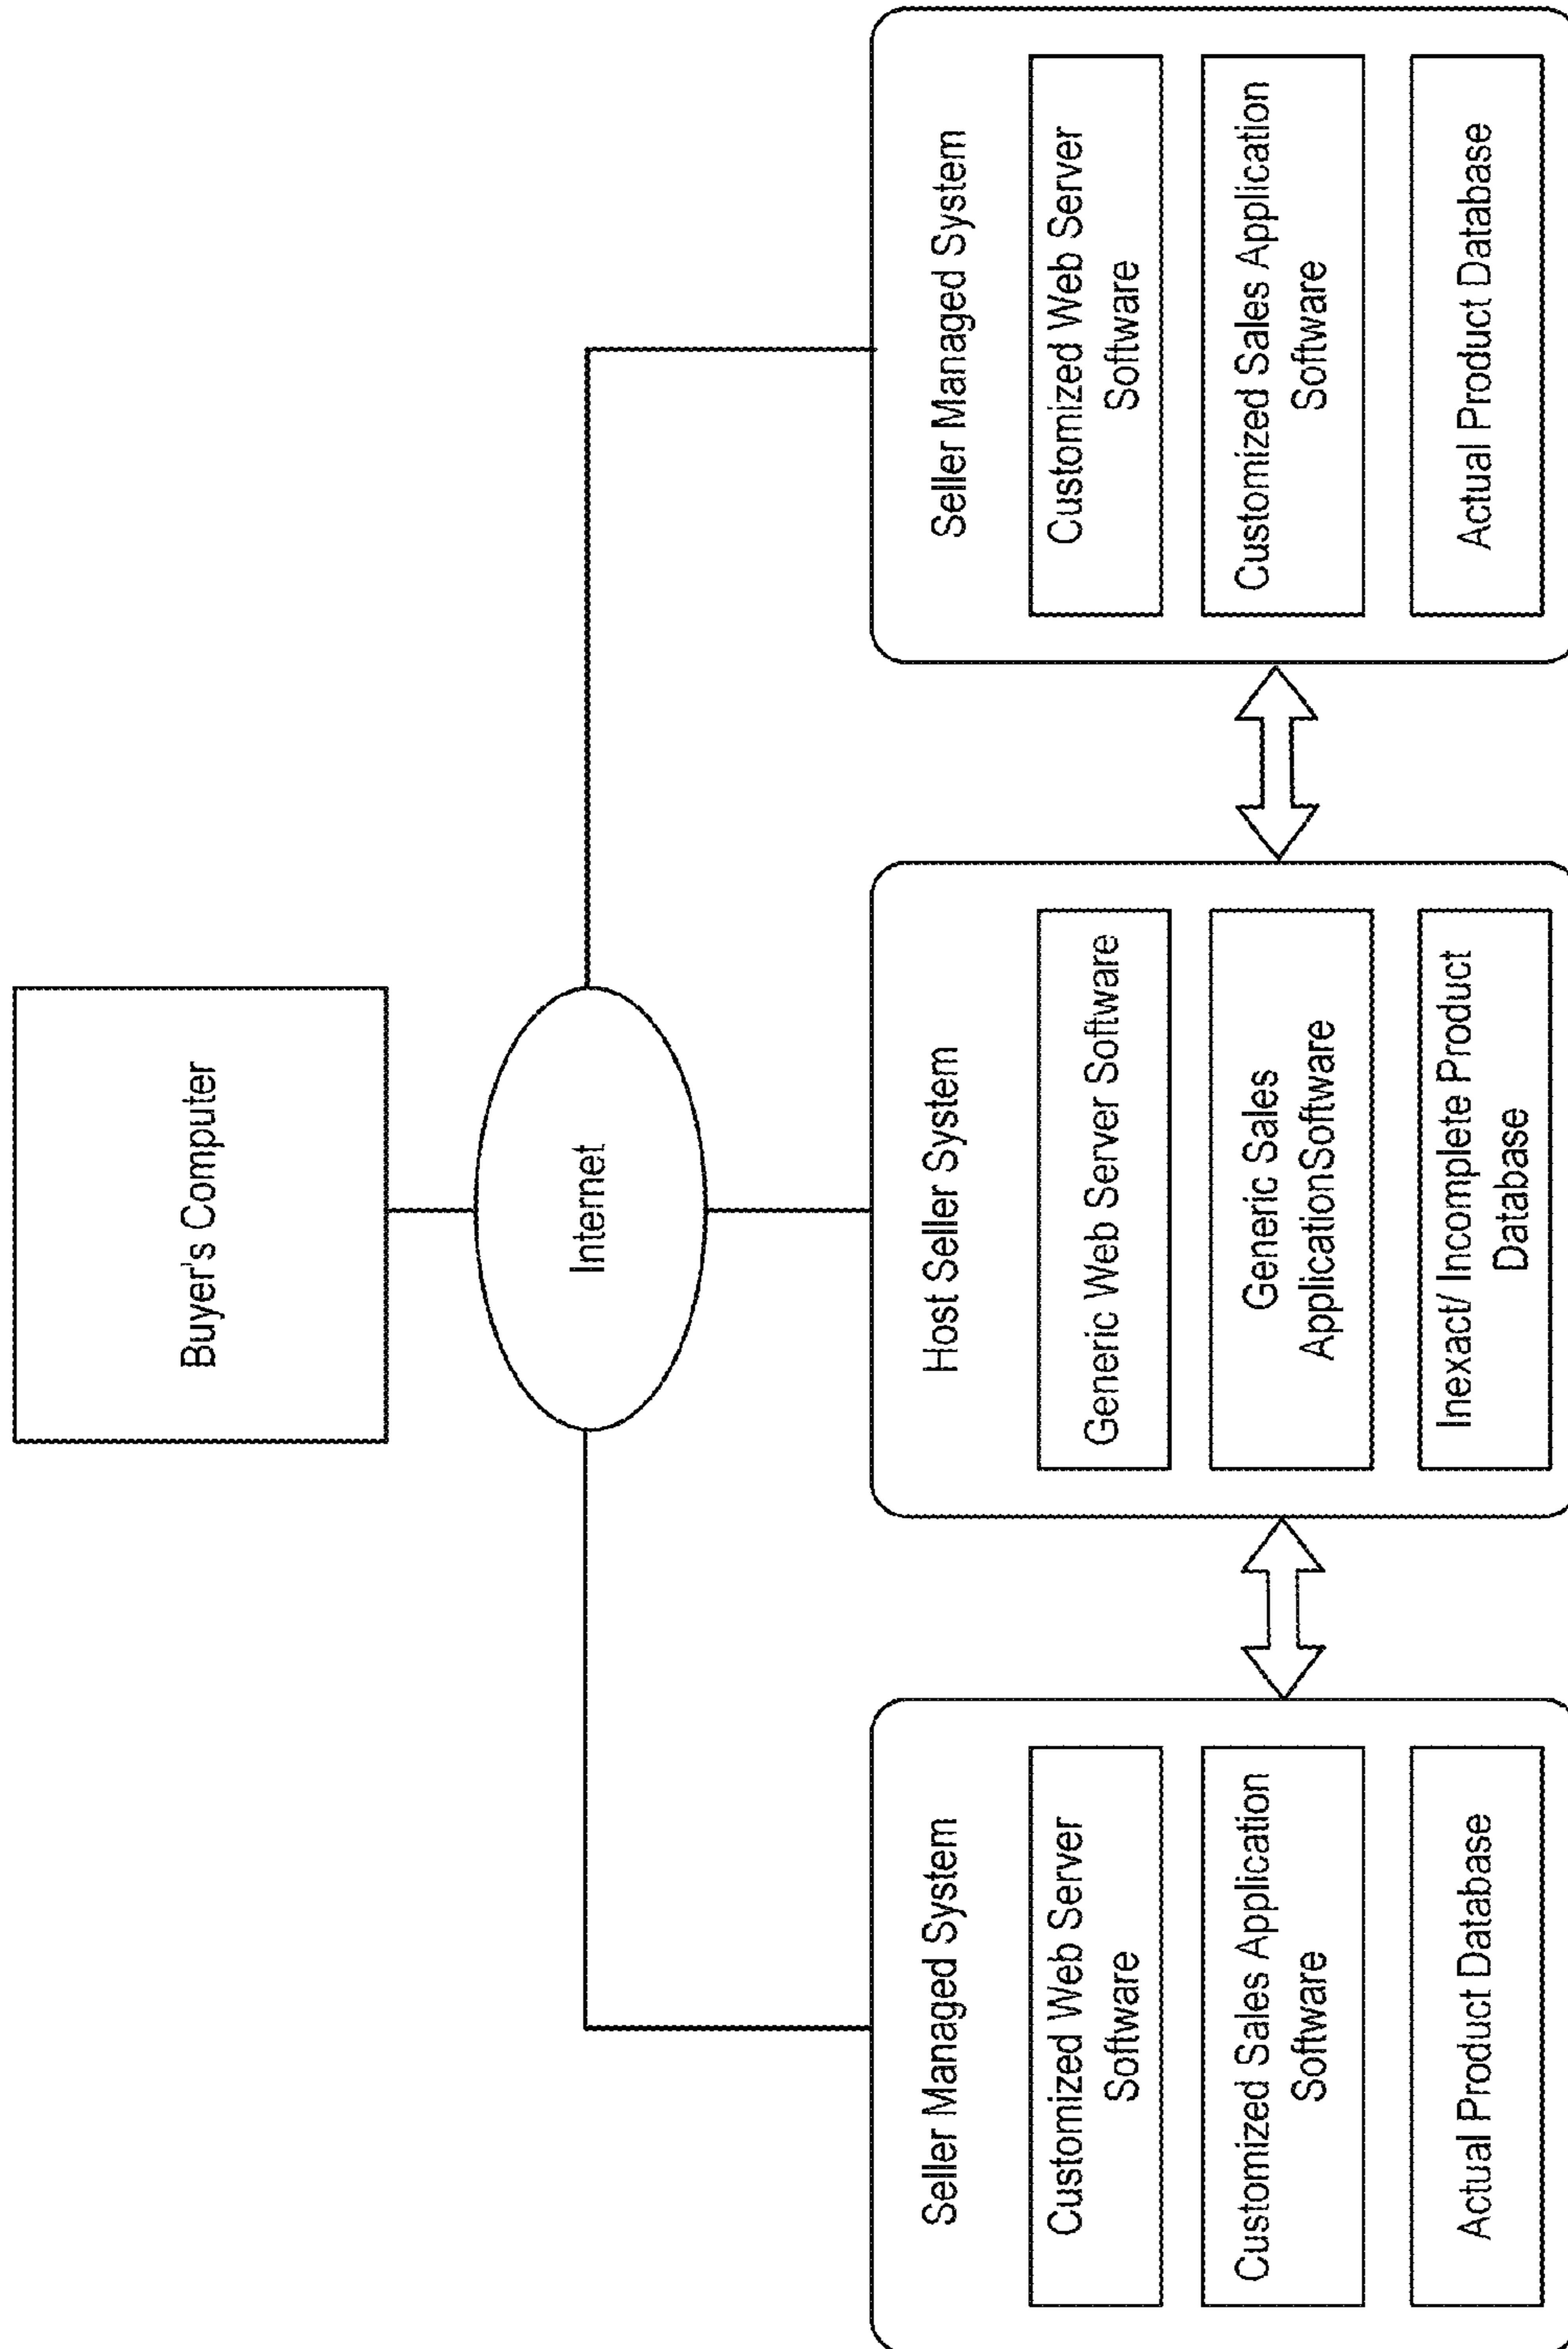 Buyer's Computer
Internet
Seller Managed System
Customized Web Server
Software
Customized Sales Application
Software
Actual Product Database
Host Seller System
Generic Web Server Software
Generic Sales
ApplicationSoftware
Inexact/ Incomplete Product
Database
Seller Managed System
Customized Web Server
Software
Customized Sales Application
Software
Actual Product Database